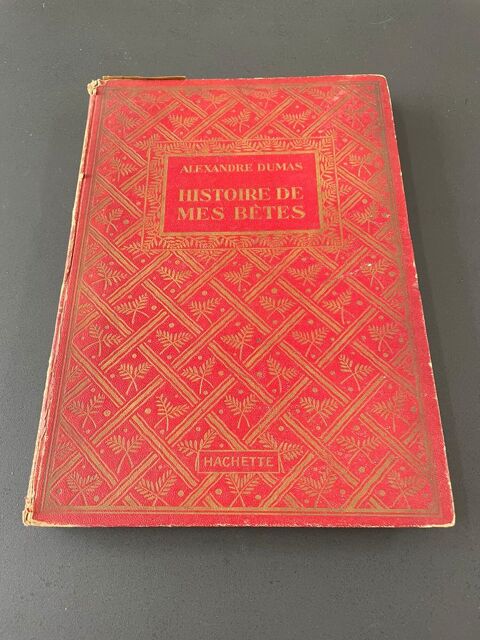 ALEXANDRE DUMAS
HISTOIRE DE
MES BÊTES
HACHETTE